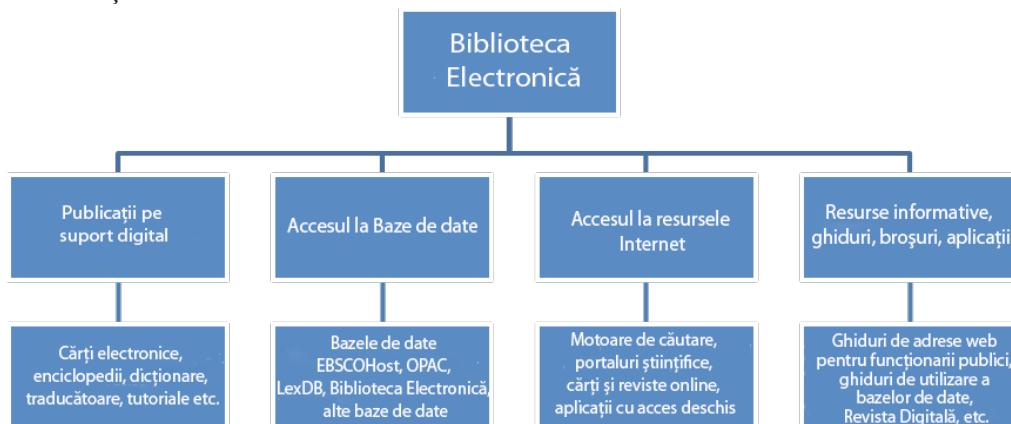 Biblioteca
Electronică
Publicații pe
suport digital
Accesul la Baze de date
Accesul la resursele
Internet
Resurse informative,
ghiduri, broșuri, aplicații
Cărți electronice,
enciclopedii, dicționare,
traducătoare, tutoriale etc.
Bazele de date
EBSCOHost, OPAC,
LexDB, Biblioteca Electronică,
alte baze de date
Motoare de căutare,
portaluri științifice,
cărți și reviste online,
aplicații cu acces deschis
Ghiduri de adrese web
pentru funcționarii publici,
ghiduri de utilizare a
bazelor de date,
Revista Digitală, etc.